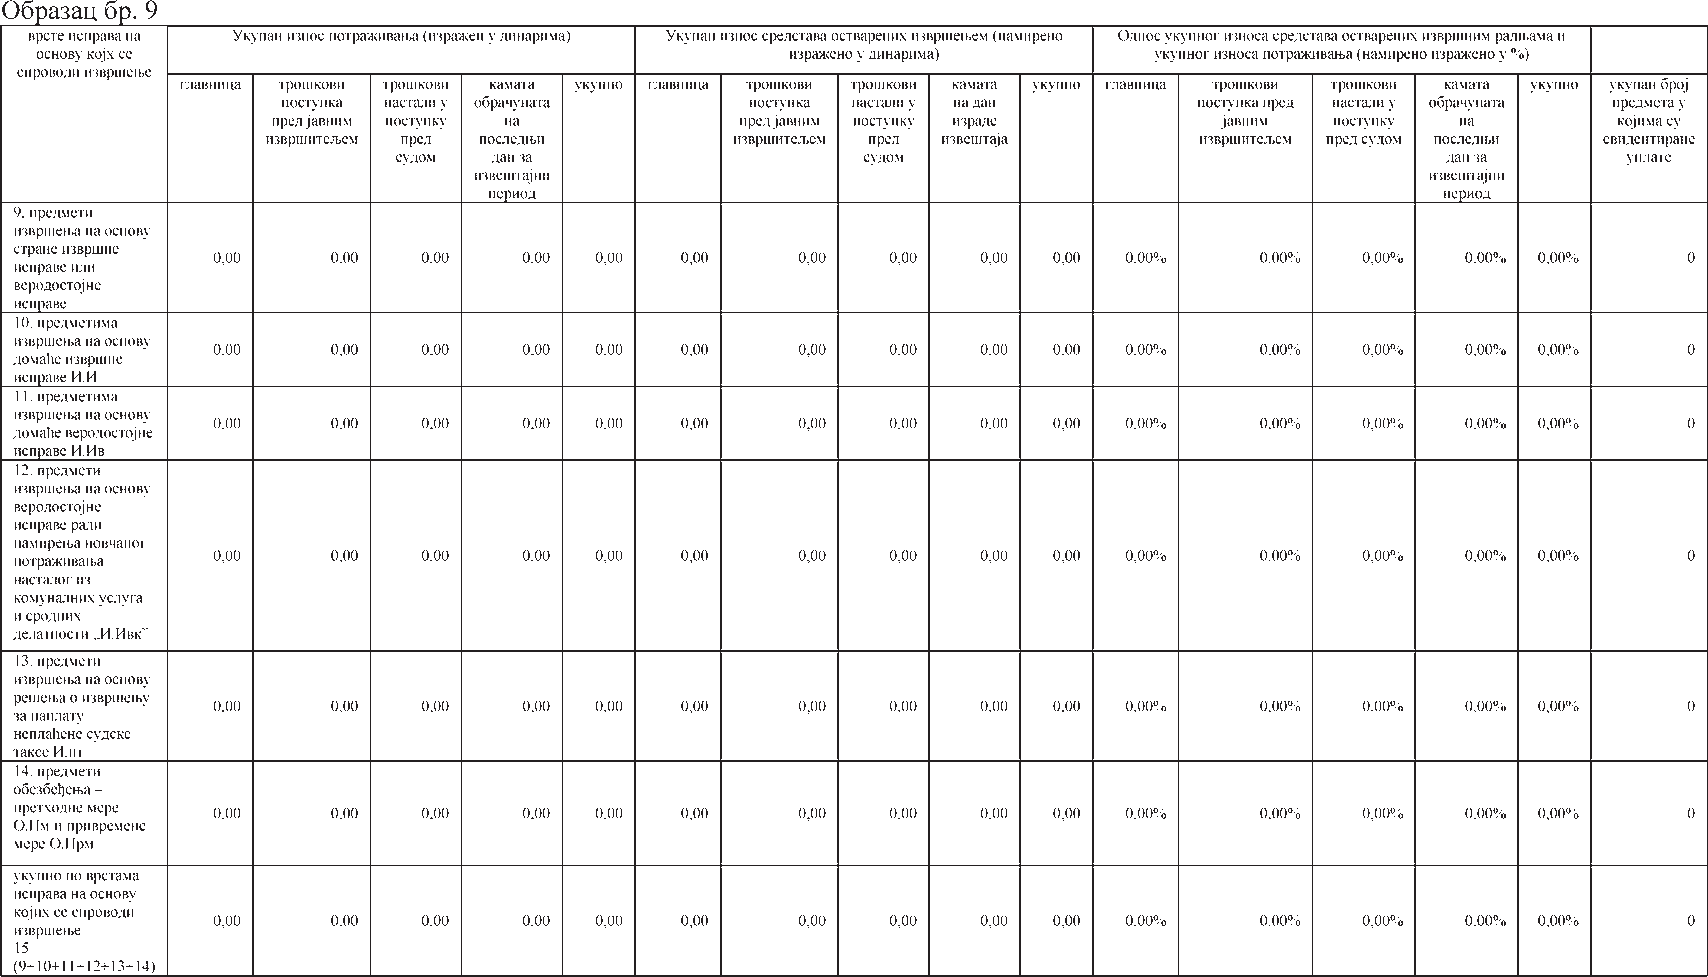 Образац бр. 9
врсте исправа на основу којх се спроводи извршење
Укупан износ потраживања (изражен у динарима)
Укупан износ средстава остварених извршењем (намирено изражено у динарима)
Однос укупног износа средстава остварених извршним радњама и укупног износа потраживања (намирено изражено у %)
главница
трошкови поступка пред јавним извршитељем
трошкови настали у поступку пред судом
камата обрачуната на последњи дан за извештајни период
укупно
главница
трошкови поступка пред јавним извршитељем
трошкови настали у поступку пред судом
камата на дан израде извештаја
укупно
главница
трошкови поступка пред јавним извршитељем
трошкови настали у поступку пред судом
камата обрачуната на последњи дан за извештајни период
укупно
укупан број предмета у којима су свидентиране уплате
9. предмети извршења на основу стране извршне исправе или веродостојне исправе
0,00 0.00 0.00 0.00 0,00 0,00 0,00 0,00 0,00 0,00 0.00% 0.00% 0,00% 0.00% 0,00% 0
10. предметима извршења на основу домаће извршне исправе И.И
0.00 0.00 0.00 0.00 0.00 0.00 0,00 0.00 0.00 0.00 0.00% 0.00% 0,00% 0.00% 0,00% 0
11. предметима извршења на основу домаће веродостојне исправе И.Ив
0.00 0.00 0.00 0.00 0.00 0.00 0.00 0.00 0.00 0.00 0.00% 0.00% 0.00% 0.00% 0.00% 0
12. предмети извршења на основу веродостојне исправе ради намирења новчаног потраживања насталог из комуналних услуга и сродних делатности „И.Ивк“
0,00 0.00 0.00 0.00 0,00 0,00 0,00 0,00 0,00 0,00 0.00% 0.00% 0,00% 0.00% 0,00% 0
13. предмети извршења на основу решења о извршењу за наплату неплаћене судске таксе И.пт
0,00 0.00 0.00 0.00 0,00 0,00 0,00 0,00 0,00 0,00 0.00% 0.00% 0,00% 0.00% 0,00% 0
14. предмети обезбеђења – претходне мере О.Пм и привремене мере О.Прм
0.00 0.00 0.00 0.00 0.00 0.00 0,00 0.00 0.00 0.00 0.00% 0.00% 0,00% 0.00% 0,00% 0
укупно по врстама исправа на основу којих се спроводи извршење 15 (9+10+11+12+13+14)
0,00 0.00 0.00 0.00 0,00 0,00 0,00 0,00 0,00 0,00 0.00% 0.00% 0,00% 0.00% 0,00% 0